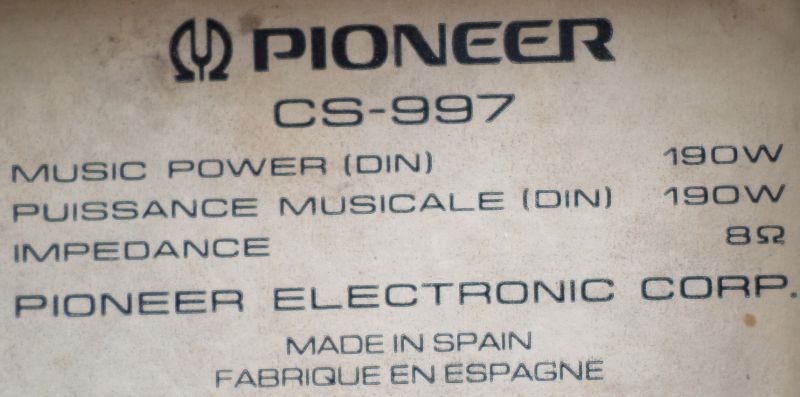 PIONEER
CS-997
MUSIC POWER (DIN) 190W
PUISSANCE MUSICALE (DIN) 190W
IMPEDANCE 8Ω
PIONEER ELECTRONIC CORP.
MADE IN SPAIN
FABRIQUE EN ESPAGNE